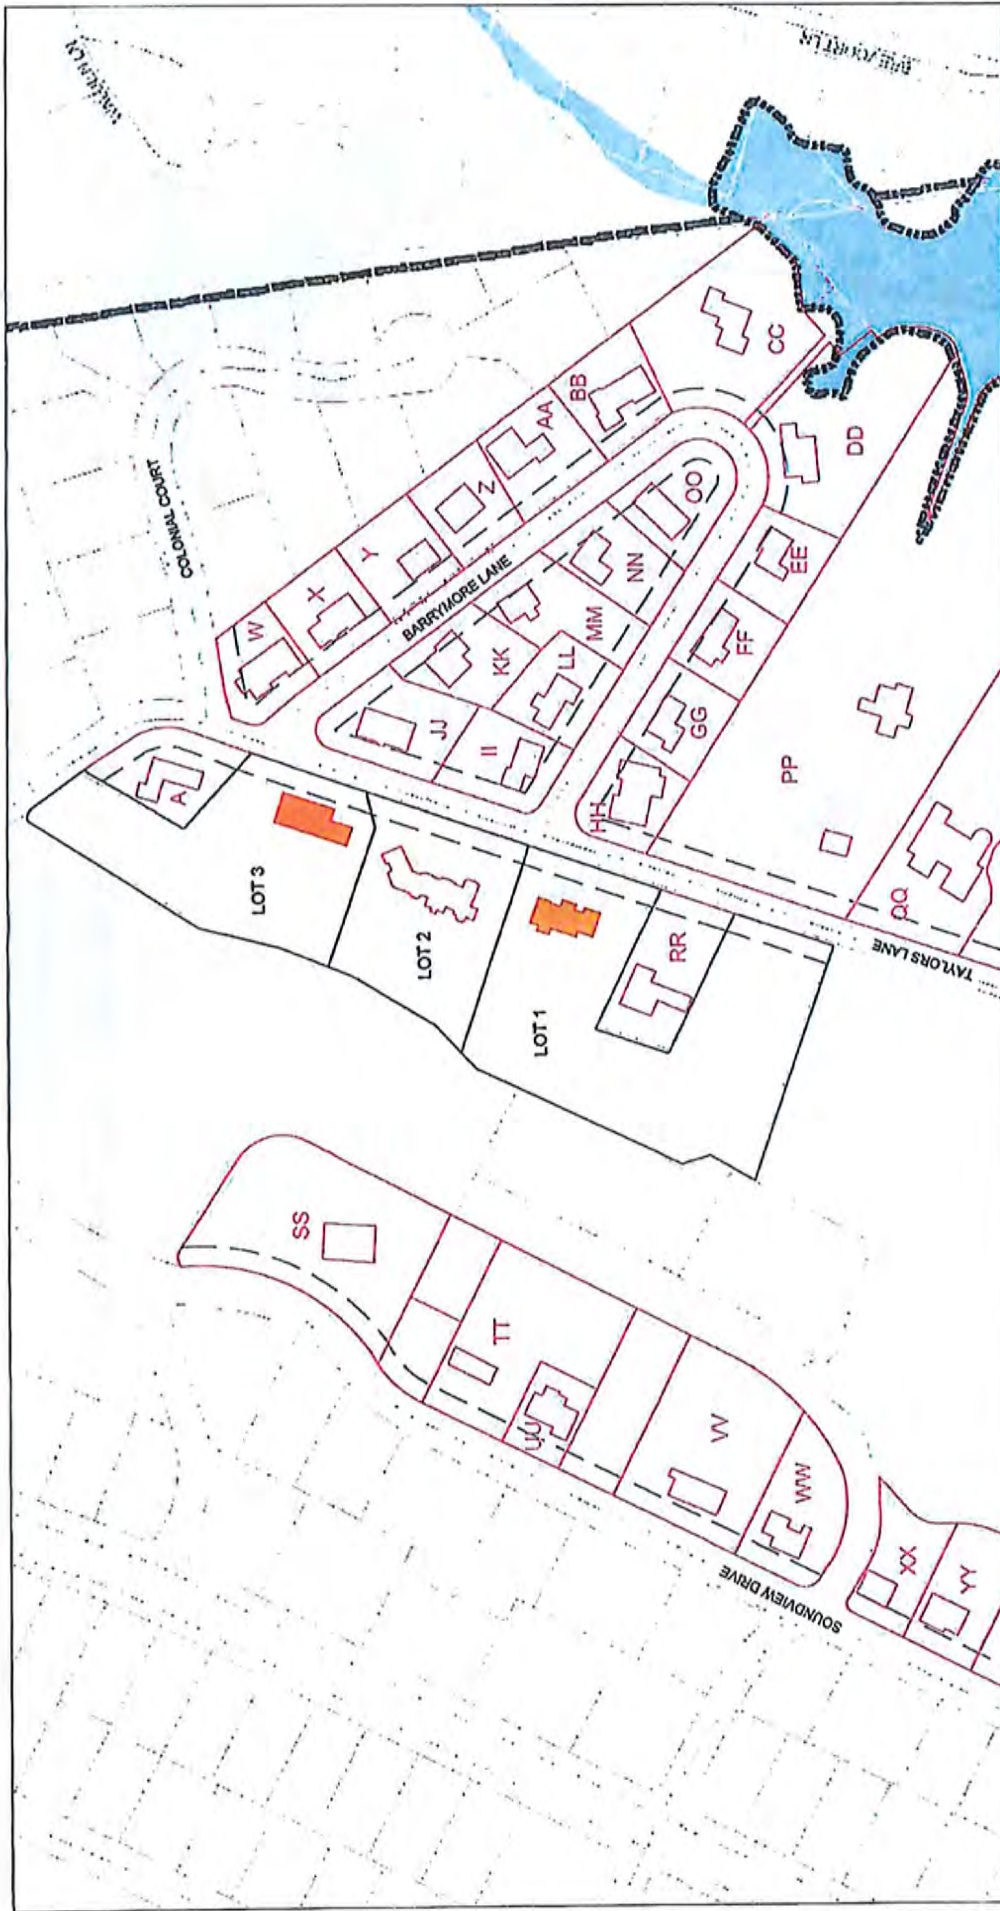 COLONIAL COURT
W
X
Y
Z
AA
BB
CC
BARRYMORE LANE
A
LOT 3
JJ
KK
II
LL
MM
NN
OO
DD
EE
FF
GG
HH
LOT 2
PP
LOT 1
RR
QQ
TAYLORS LANE
SS
TT
UU
VV
WW
SOUNDVIEW DRIVE
XX
YY